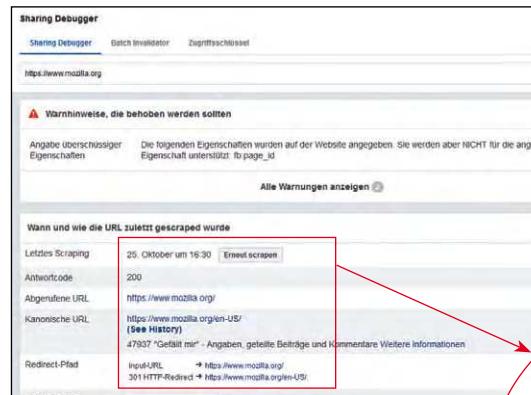 Sharing Debugger
Sharing Debugger Batch Invalidator Zugriffsschlüssel
https://www.mozilla.org
Warnhinweise, die behoben werden sollten
Angabe überschüssiger Die folgenden Eigenschaften wurden auf der Website angegeben. Sie werden aber NICHT für die ang
Eigenschaften Eigenschaft unterstützt: fb:page_id
Alle Warnungen anzeigen 2
Wann und wie die URL zuletzt gescraped wurde
Letztes Scraping 25. Oktober um 16:30 Erneut scrapen
Antwortcode 200
Abgerufene URL https://www.mozilla.org/
Kanonische URL https://www.mozilla.org/en-US/
(See History)
47937 "Gefällt mir" - Angaben, geteilte Beiträge und Kommentare Weitere Informationen
Redirect-Pfad Input-URL ➔ https://www.mozilla.org/
301 HTTP-Redirect ➔ https://www.mozilla.org/en-US/